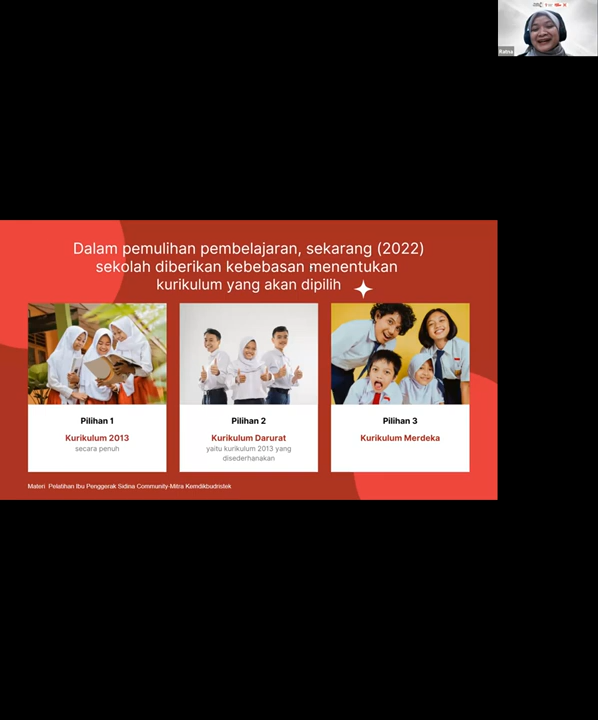 Ratna
Dalam pemulihan pembelajaran, sekarang (2022)
sekolah diberikan kebebasan menentukan
kurikulum yang akan dipilih
Pilihan 1
Kurikulum 2013
secara penuh
Pilihan 2
Kurikulum Darurat
yaitu kurikulum 2013 yang
disederhanakan
Pilihan 3
Kurikulum Merdeka
Materi Pelatihan Ibu Penggerak Sidina Community-Mitra Kemdikbudristek